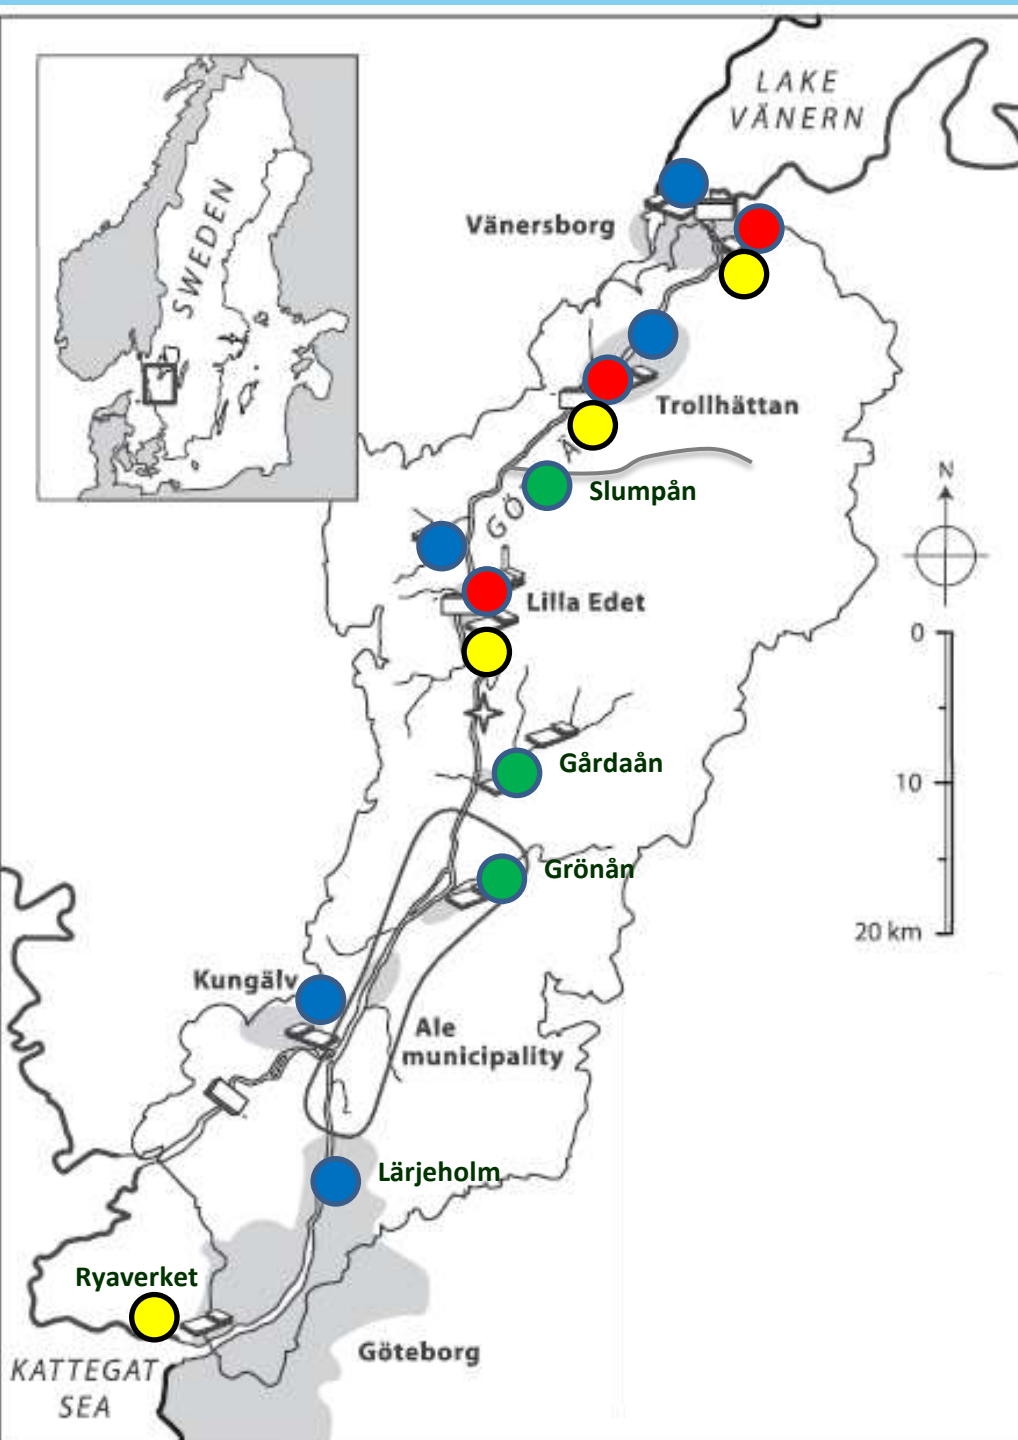 LAKE
VÄNERN
SWEDEN
Vänersborg
Trollhättan
Slumpån
GÖ
Ä
N
Lilla Edet
0
Gårdaån
10
Grönån
20 km
Kungälv
Ale
municipality
Lärjeholm
Ryaverket
Göteborg
KATTEGAT
SEA